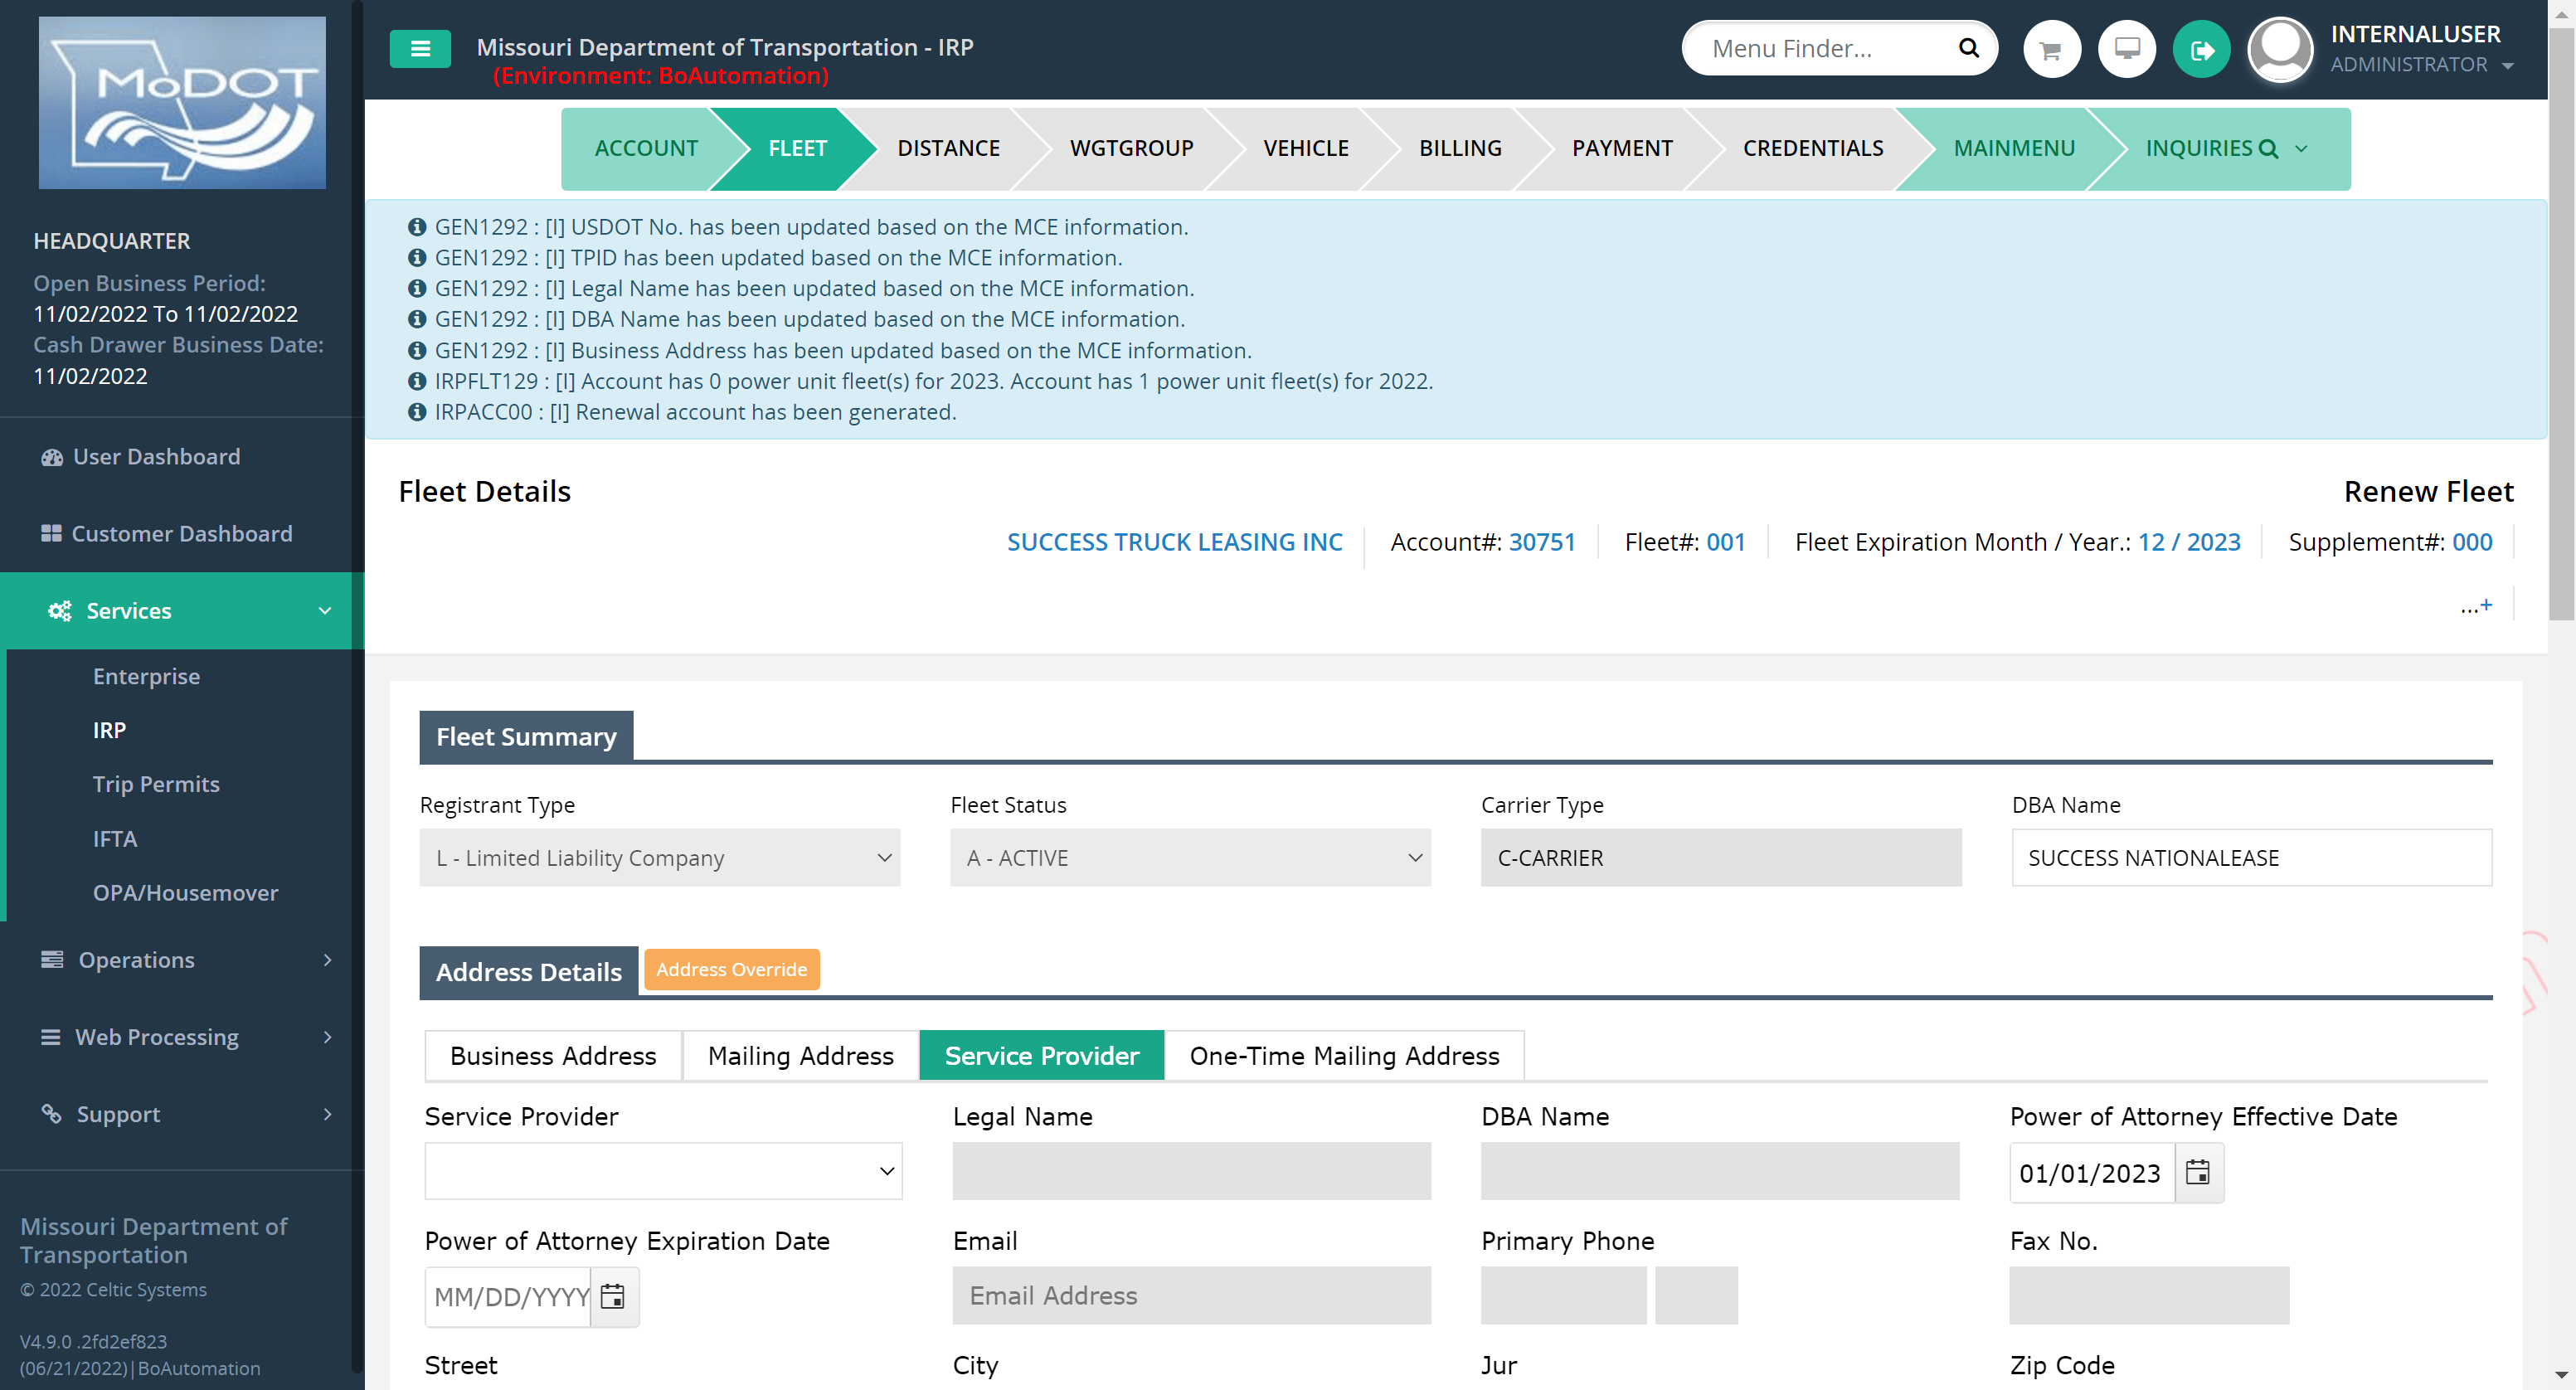 MoDOT
Missouri Department of Transportation - IRP
(Environment: BoAutomation)
Menu Finder...
INTERNALUSER
ADMINISTRATOR
HEADQUARTER
Open Business Period:
11/02/2022 To 11/02/2022
Cash Drawer Business Date:
11/02/2022
User Dashboard
Customer Dashboard
Services
Enterprise
IRP
Trip Permits
IFTA
OPA/Housemover
Operations
Web Processing
Support
Missouri Department of
Transportation
© 2022 Celtic Systems
V4.9.0 .2fd2ef823
(06/21/2022)|BoAutomation
ACCOUNT FLEET DISTANCE WGTGROUP VEHICLE BILLING PAYMENT CREDENTIALS MAINMENU INQUIRIES
GEN1292 : [I] USDOT No. has been updated based on the MCE information.
GEN1292 : [I] TPID has been updated based on the MCE information.
GEN1292 : [I] Legal Name has been updated based on the MCE information.
GEN1292 : [I] DBA Name has been updated based on the MCE information.
GEN1292 : [I] Business Address has been updated based on the MCE information.
IRPFLT129 : [I] Account has 0 power unit fleet(s) for 2023. Account has 1 power unit fleet(s) for 2022.
IRPACC00 : [I] Renewal account has been generated.
Fleet Details Renew Fleet
SUCCESS TRUCK LEASING INC Account#: 30751 Fleet#: 001 Fleet Expiration Month / Year.: 12 / 2023 Supplement#: 000
...+
Fleet Summary
Registrant Type Fleet Status Carrier Type DBA Name
L - Limited Liability Company A - ACTIVE C-CARRIER SUCCESS NATIONALEASE
Address Details Address Override
Business Address Mailing Address Service Provider One-Time Mailing Address
Service Provider Legal Name DBA Name Power of Attorney Effective Date
01/01/2023
Power of Attorney Expiration Date Email Primary Phone Fax No.
MM/DD/YYYY Email Address
Street City Jur Zip Code